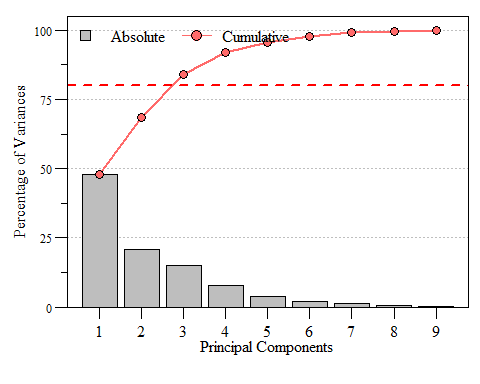 Absolute Cumulative
100
75
50
25
0
Percentage of Variances
1 2 3 4 5 6 7 8 9
Principal Components